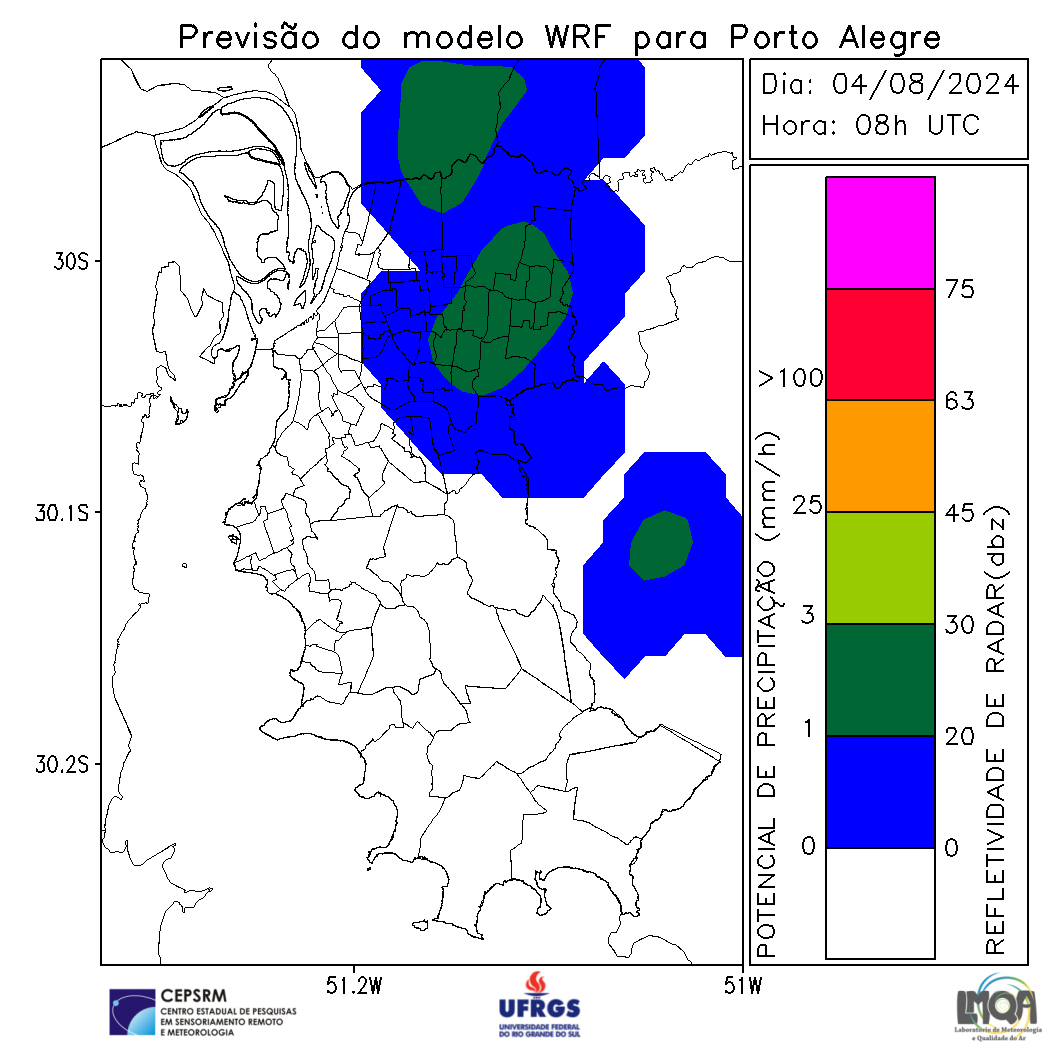 Previsão do modelo WRF para Porto Alegre
Dia: 04/08/2024
Hora: 08h UTC
30S
30.1S
30.2S
51.2W
51W
POTENCIAL DE PRECIPITAÇÃO (mm/h)
>100
25
3
1
0
75
63
45
30
20
0
REFLETIVIDADE DE RADAR(dbz)
CEPSRM
CENTRO ESTADUAL DE PESQUISAS
EM SENSORIAMENTO REMOTO
E METEOROLOGIA
UFRGS
UNIVERSIDADE FEDERAL
DO RIO GRANDE DO SUL
LMQA
Laboratório de Meteorologia
e Qualidade do Ar